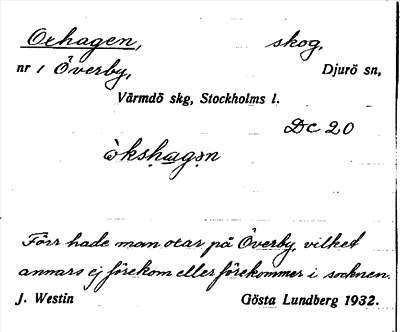 Oxhagen, skog,
nr 1 Överby, Djurö sn,
Värmdö skg, Stockholms l.
Dc 20
òkshạgạn
Förr hade man oxar på Överby, vilket
annars ej förekom eller förekommer i socknen.
J. Westin Gösta Lundberg 1932.